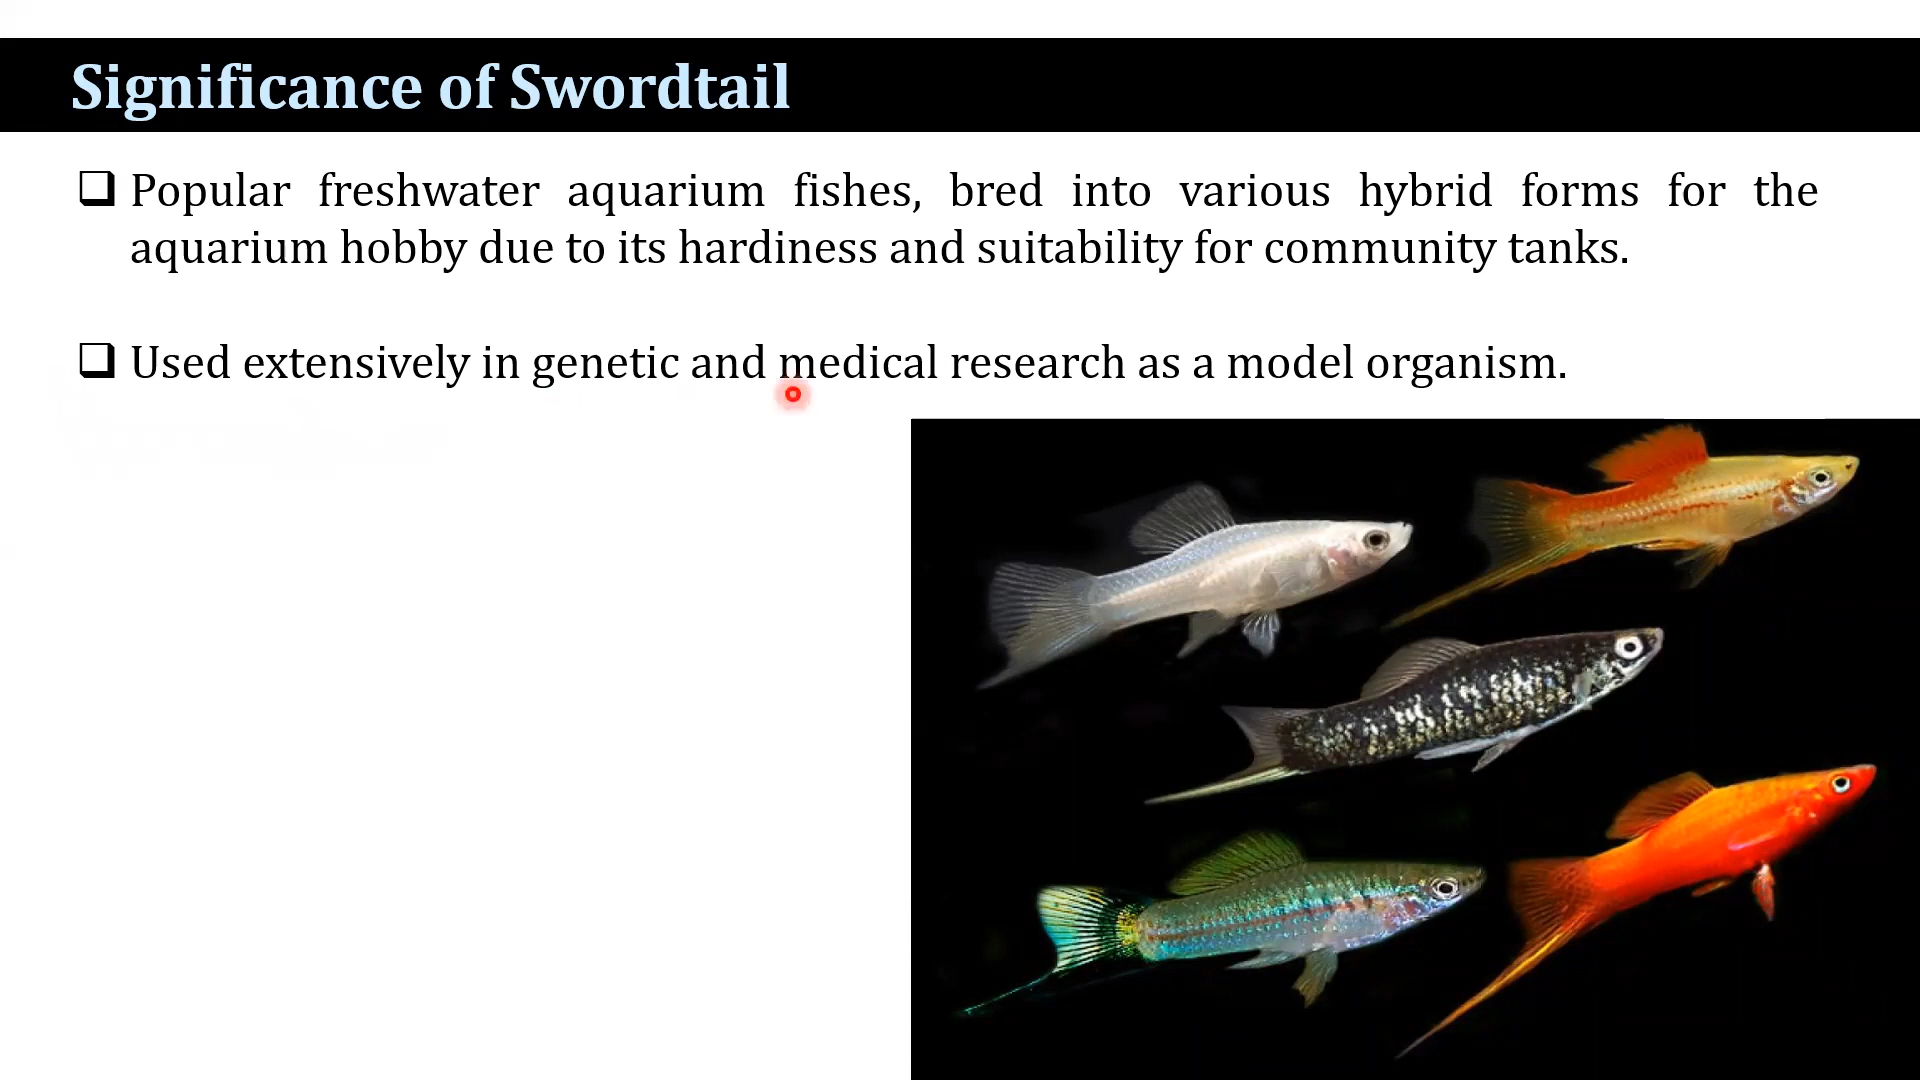 Significance of Swordtail
❑ Popular freshwater aquarium fishes, bred into various hybrid forms for the
aquarium hobby due to its hardiness and suitability for community tanks.
❑ Used extensively in genetic and medical research as a model organism.